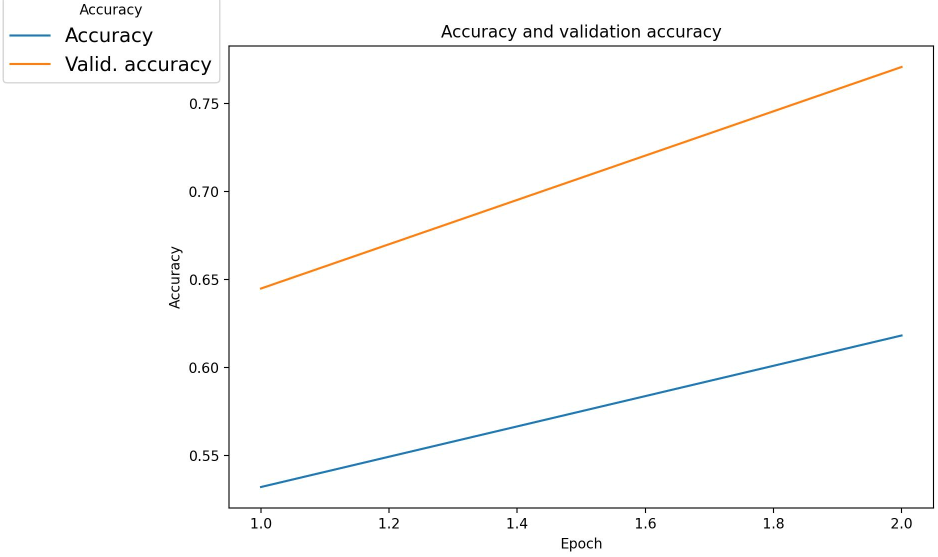 Accuracy
Accuracy
Valid. accuracy
Accuracy and validation accuracy
Accuracy
0.75
0.70
0.65
0.60
0.55
1.0 1.2 1.4 1.6 1.8 2.0
Epoch